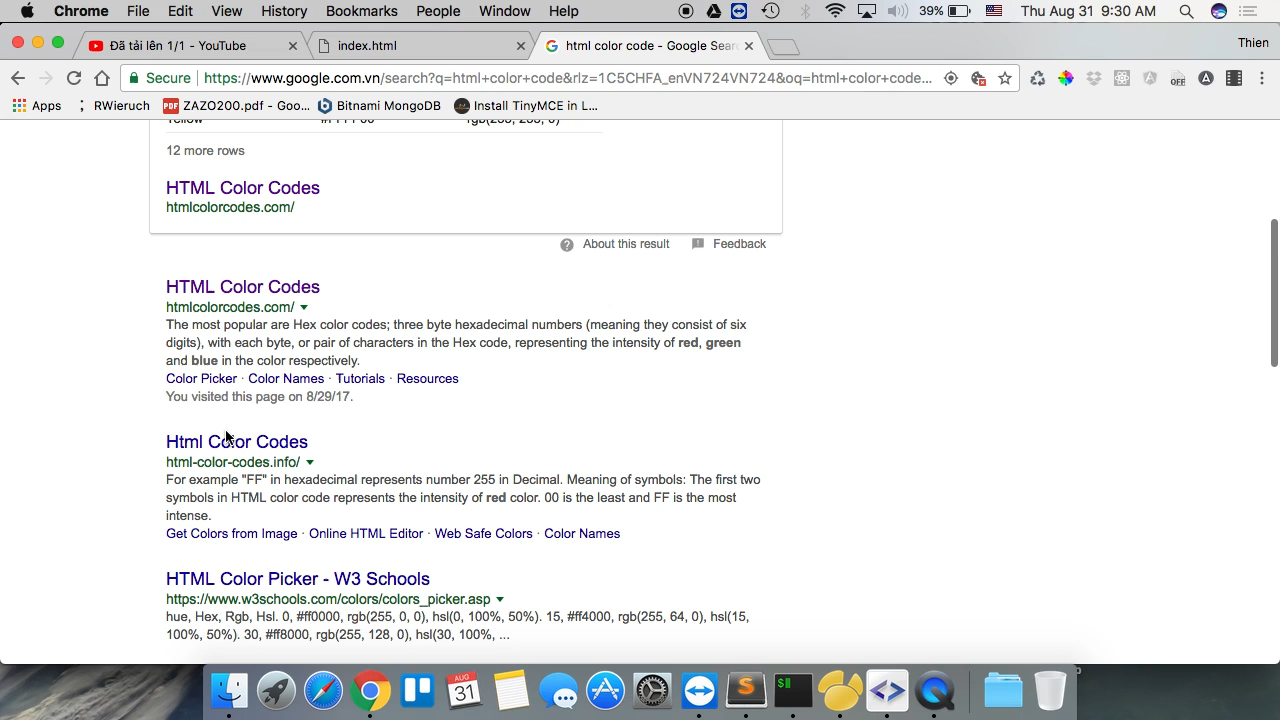 Chrome File Edit View History Bookmarks People Window Help 39% Thu Aug 31 9:30 AM
Đã tải lên 1/1 - YouTube index.html html color code - Google Sear Thiên
Secure https://www.google.com.vn/search?q=html+color+code&rlz=1C5CHFA_enVN724VN724&oq=html+color+code...
OFF
Apps RWieruch PDF ZAZO200.pdf - Goo... Bitnami MongoDB Install TinyMCE in L...
Yellow #FFFF00 rgb(255, 255, 0)
12 more rows
HTML Color Codes
htmlcolorcodes.com/
About this result Feedback
HTML Color Codes
htmlcolorcodes.com/
The most popular are Hex color codes; three byte hexadecimal numbers (meaning they consist of six
digits), with each byte, or pair of characters in the Hex code, representing the intensity of red, green
and blue in the color respectively.
Color Picker · Color Names · Tutorials · Resources
You visited this page on 8/29/17.
Html Color Codes
html-color-codes.info/
For example "FF" in hexadecimal represents number 255 in Decimal. Meaning of symbols: The first two
symbols in HTML color code represents the intensity of red color. 00 is the least and FF is the most
intense.
Get Colors from Image · Online HTML Editor · Web Safe Colors · Color Names
HTML Color Picker - W3 Schools
https://www.w3schools.com/colors/colors_picker.asp
hue, Hex, Rgb, Hsl. 0, #ff0000, rgb(255, 0, 0), hsl(0, 100%, 50%). 15, #ff4000, rgb(255, 64, 0), hsl(15,
100%, 50%). 30, #ff8000, rgb(255, 128, 0), hsl(30, 100%, ...
AUG
31